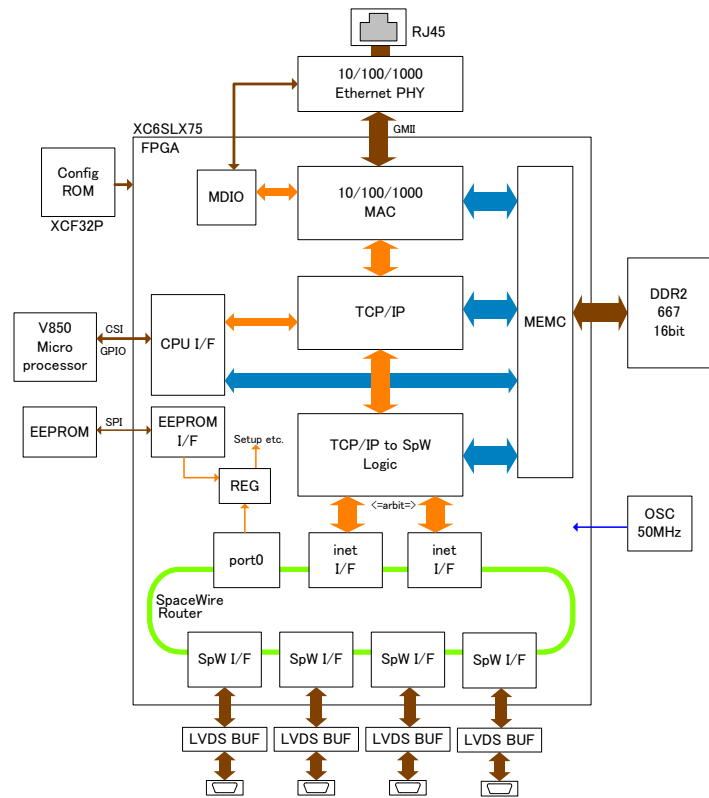 RJ45
10/100/1000
Ethernet PHY
XC6SLX75
FPGA
GMII
Config
ROM
XCF32P
MDIO
10/100/1000
MAC
MEMC
DDR2
667
16bit
V850
Micro
processor
CSI
GPIO
CPU I/F
TCP/IP
EEPROM
SPI
EEPROM
I/F
Setup etc.
REG
TCP/IP to SpW
Logic
<=arbit=>
OSC
50MHz
port0
inet
I/F
inet
I/F
SpaceWire
Router
SpW I/F
SpW I/F
SpW I/F
SpW I/F
LVDS BUF
LVDS BUF
LVDS BUF
LVDS BUF